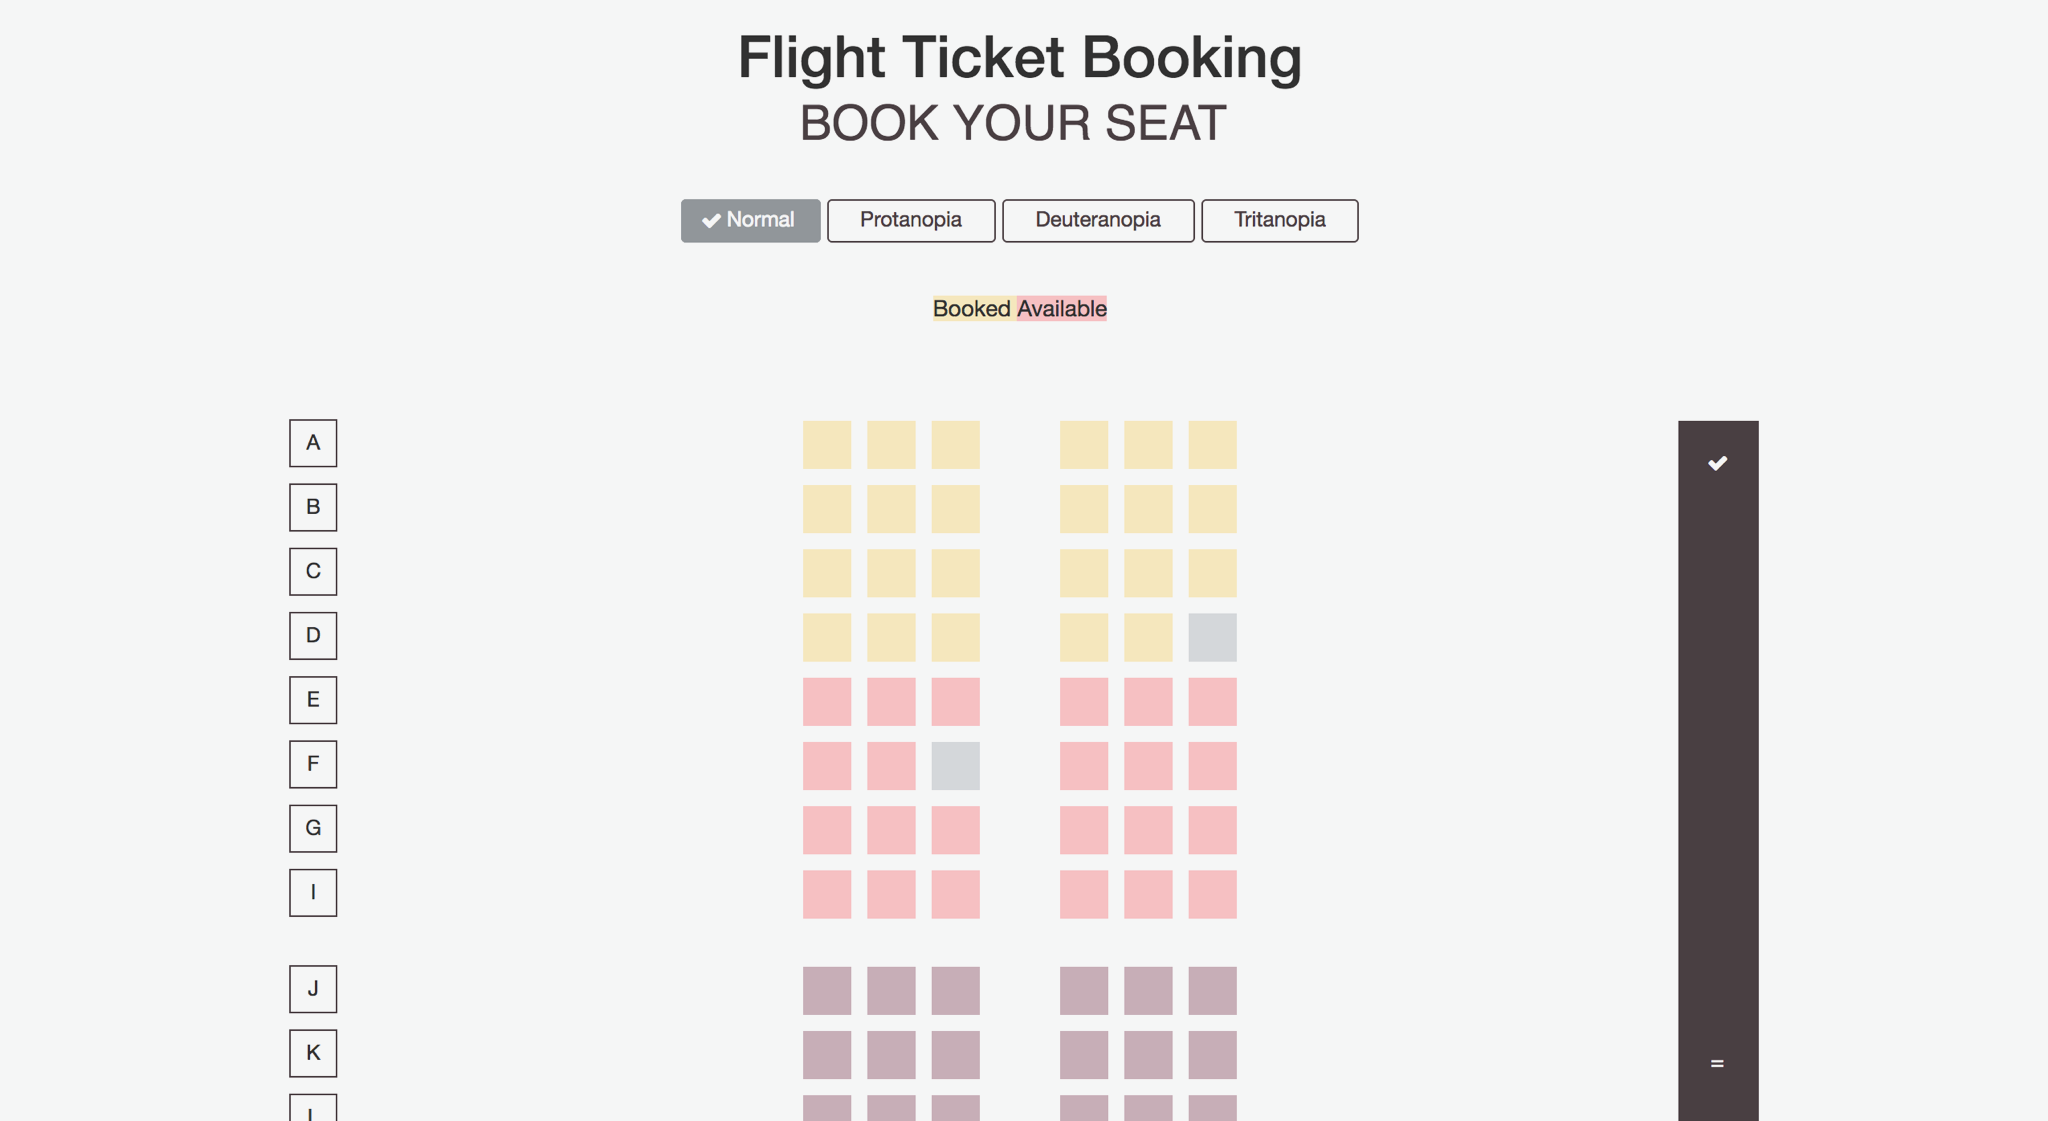 Flight Ticket Booking
BOOK YOUR SEAT
Normal Protanopia Deuteranopia Tritanopia
Booked Available
A
B
C
D
E
F
G
I
J
K
=